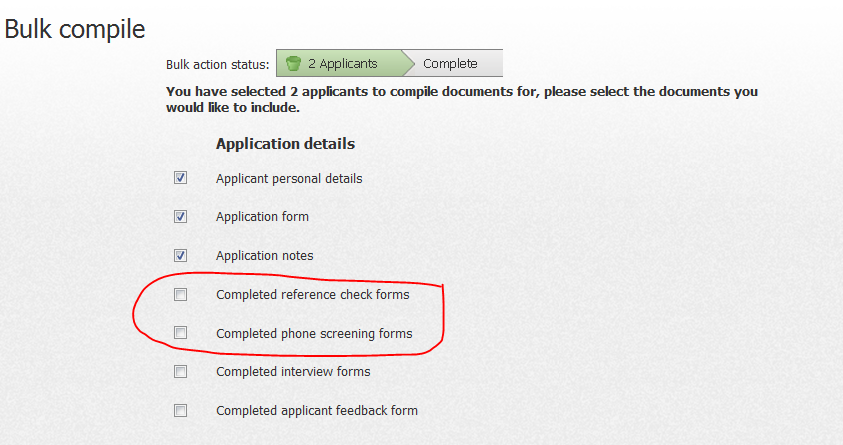 Bulk compile
Bulk action status: 2 Applicants Complete
You have selected 2 applicants to compile documents for, please select the documents you
would like to include.
Application details
Applicant personal details
Application form
Application notes
Completed reference check forms
Completed phone screening forms
Completed interview forms
Completed applicant feedback form